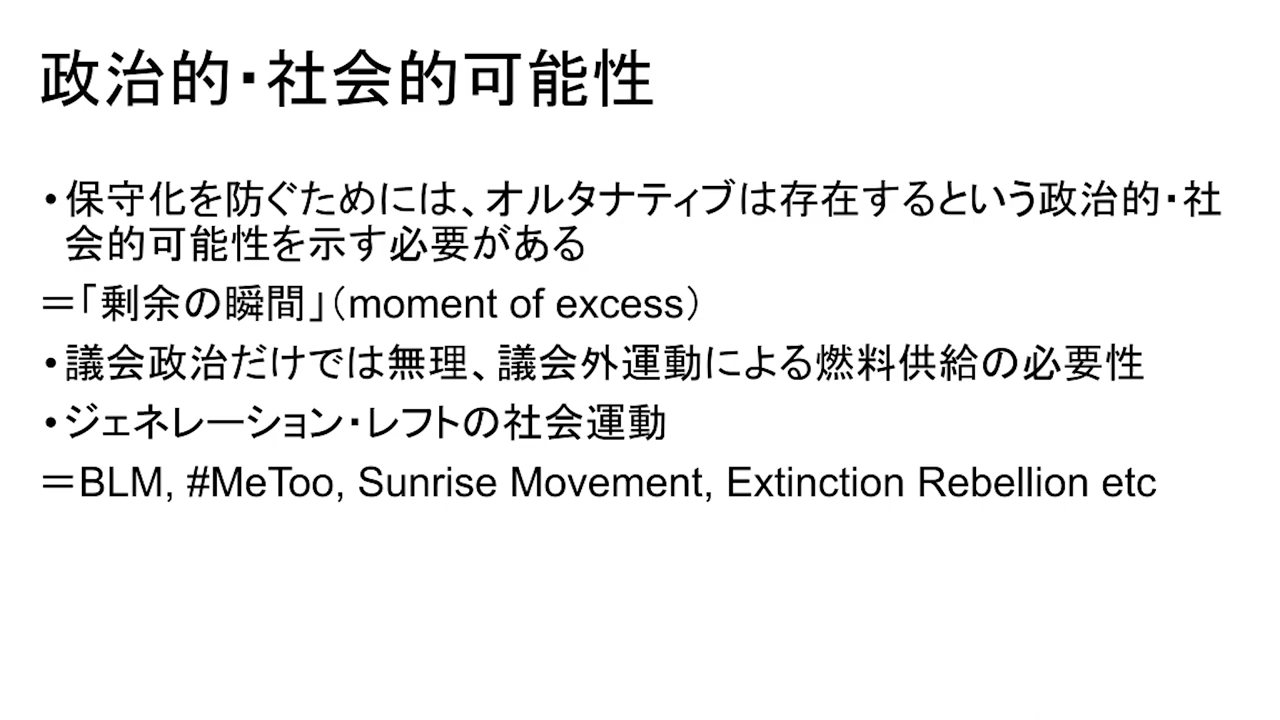 政治的・社会的可能性
•保守化を防ぐためには、オルタナティブは存在するという政治的・社
会的可能性を示す必要がある
＝「剰余の瞬間」（moment of excess）
•議会政治だけでは無理、議会外運動による燃料供給の必要性
•ジェネレーション・レフトの社会運動
＝BLM, #MeToo, Sunrise Movement, Extinction Rebellion etc